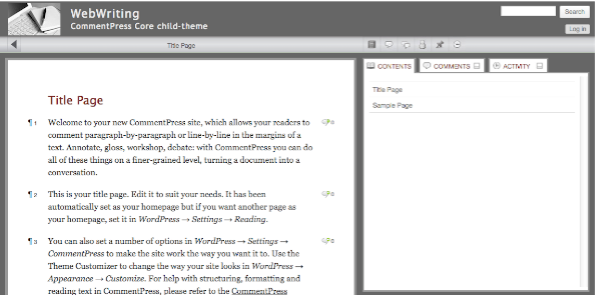 WebWriting
CommentPress Core child-theme
Search
Log in
Title Page
CONTENTS
COMMENTS
ACTIVITY
Title Page
Sample Page
Title Page
¶ 1 Welcome to your new CommentPress site, which allows your readers to
comment paragraph-by-paragraph or line-by-line in the margins of a
text. Annotate, gloss, workshop, debate: with CommentPress you can do
all of these things on a finer-grained level, turning a document into a
conversation.
¶ 2 This is your title page. Edit it to suit your needs. It has been
automatically set as your homepage but if you want another page as
your homepage, set it in WordPress → Settings → Reading.
¶ 3 You can also set a number of options in WordPress → Settings →
CommentPress to make the site work the way you want it to. Use the
Theme Customizer to change the way your site looks in WordPress →
Appearance → Customize. For help with structuring, formatting and
reading text in CommentPress, please refer to the CommentPress